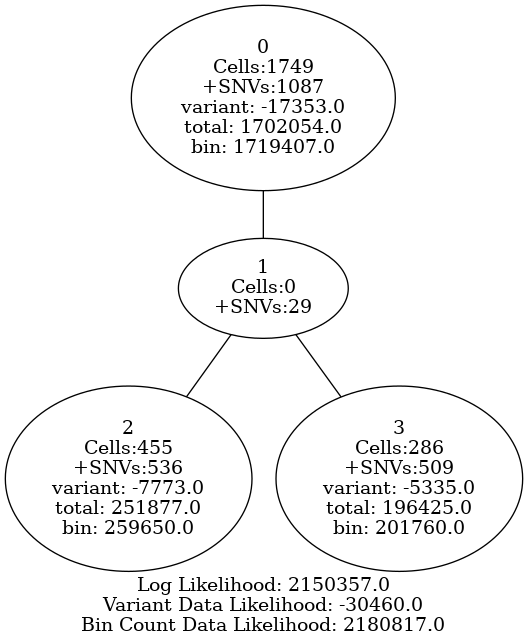 0
Cells:1749
+SNVs:1087
variant: -17353.0
total: 1702054.0
bin: 1719407.0
1
Cells:0
+SNVs:29
2
Cells:455
+SNVs:536
variant: -7773.0
total: 251877.0
bin: 259650.0
3
Cells:286
+SNVs:509
variant: -5335.0
total: 196425.0
bin: 201760.0
Log Likelihood: 2150357.0
Variant Data Likelihood: -30460.0
Bin Count Data Likelihood: 2180817.0